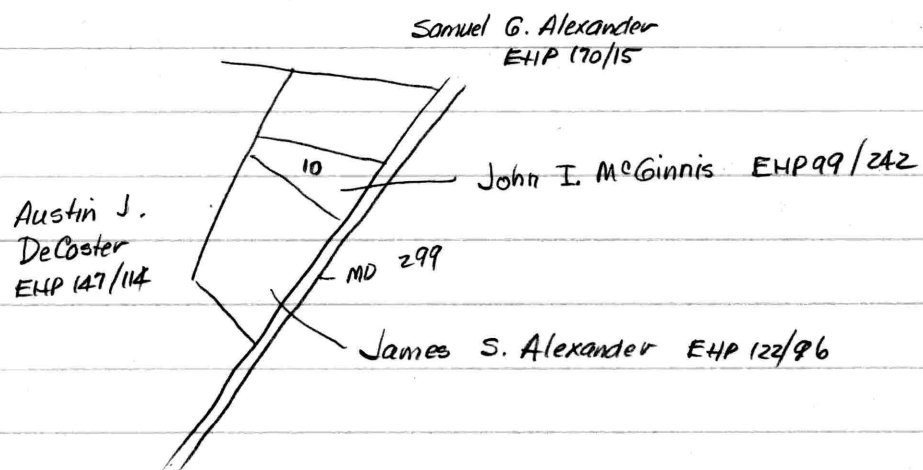 Samuel G. Alexander
EHP 170/15
10
John I. McGinnis EHP 99/242
Austin J.
DeCoster
EHP 147/114
MD 299
James S. Alexander EHP 122/96